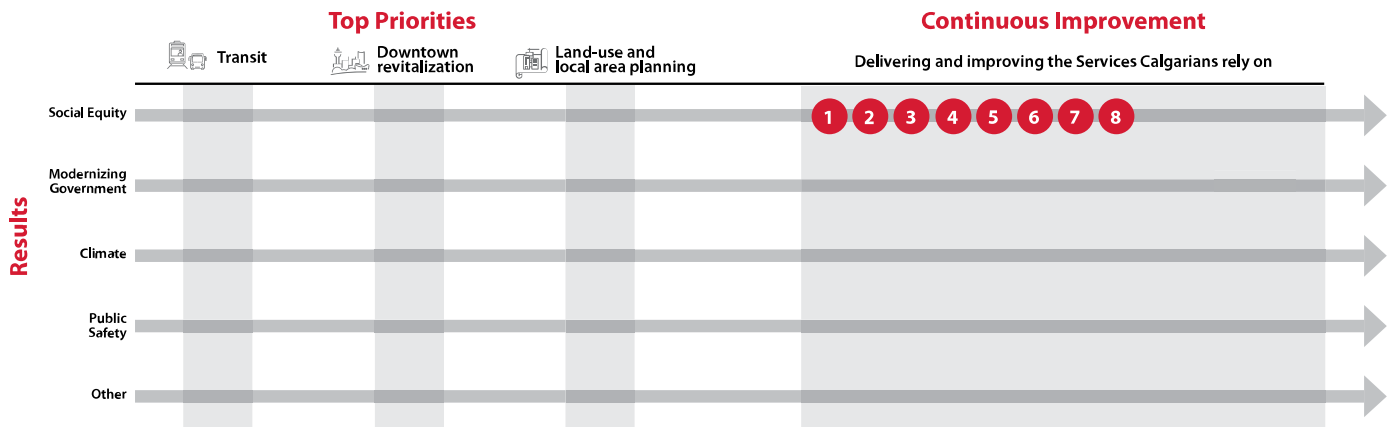 Top Priorities
Continuous Improvement
Transit
Downtown
revitalization
Land-use and
local area planning
Delivering and improving the Services Calgarians rely on
Results
Social Equity
1 2 3 4 5 6 7 8
Modernizing
Government
Climate
Public
Safety
Other